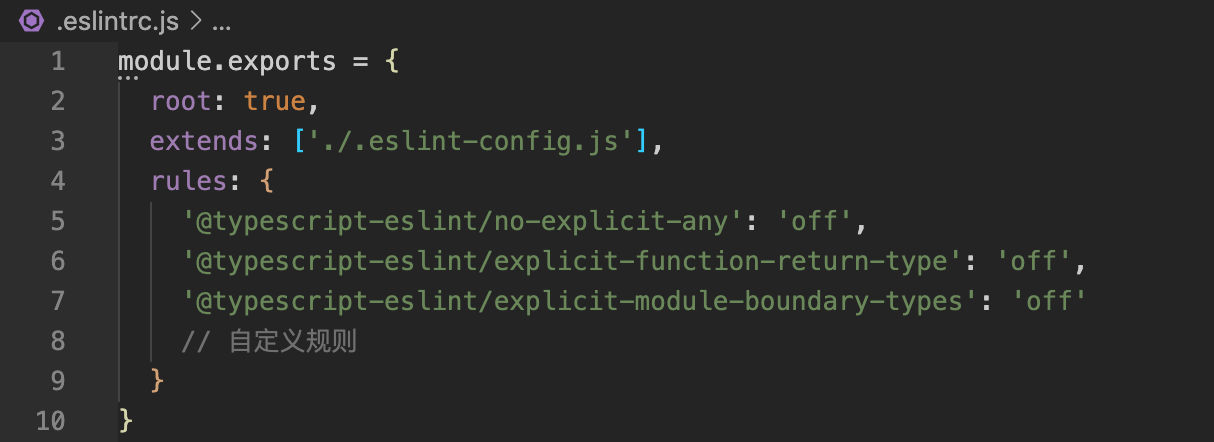 .eslintrc.js > ...
1 module.exports = {
2 root: true,
3 extends: ['./.eslint-config.js'],
4 rules: {
5 '@typescript-eslint/no-explicit-any': 'off',
6 '@typescript-eslint/explicit-function-return-type': 'off',
7 '@typescript-eslint/explicit-module-boundary-types': 'off'
8 // 自定义规则
9 }
10 }